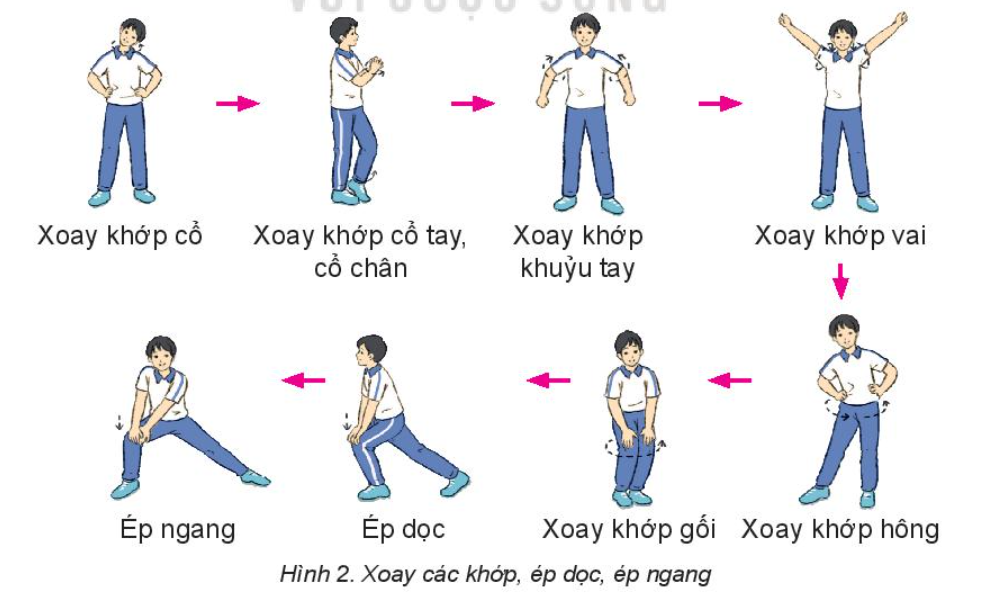 Xoay khớp cổ
Xoay khớp cổ tay,
cổ chân
Xoay khớp
khuỷu tay
Xoay khớp vai
Ép ngang
Ép dọc
Xoay khớp gối
Xoay khớp hông
Hình 2. Xoay các khớp, ép dọc, ép ngang